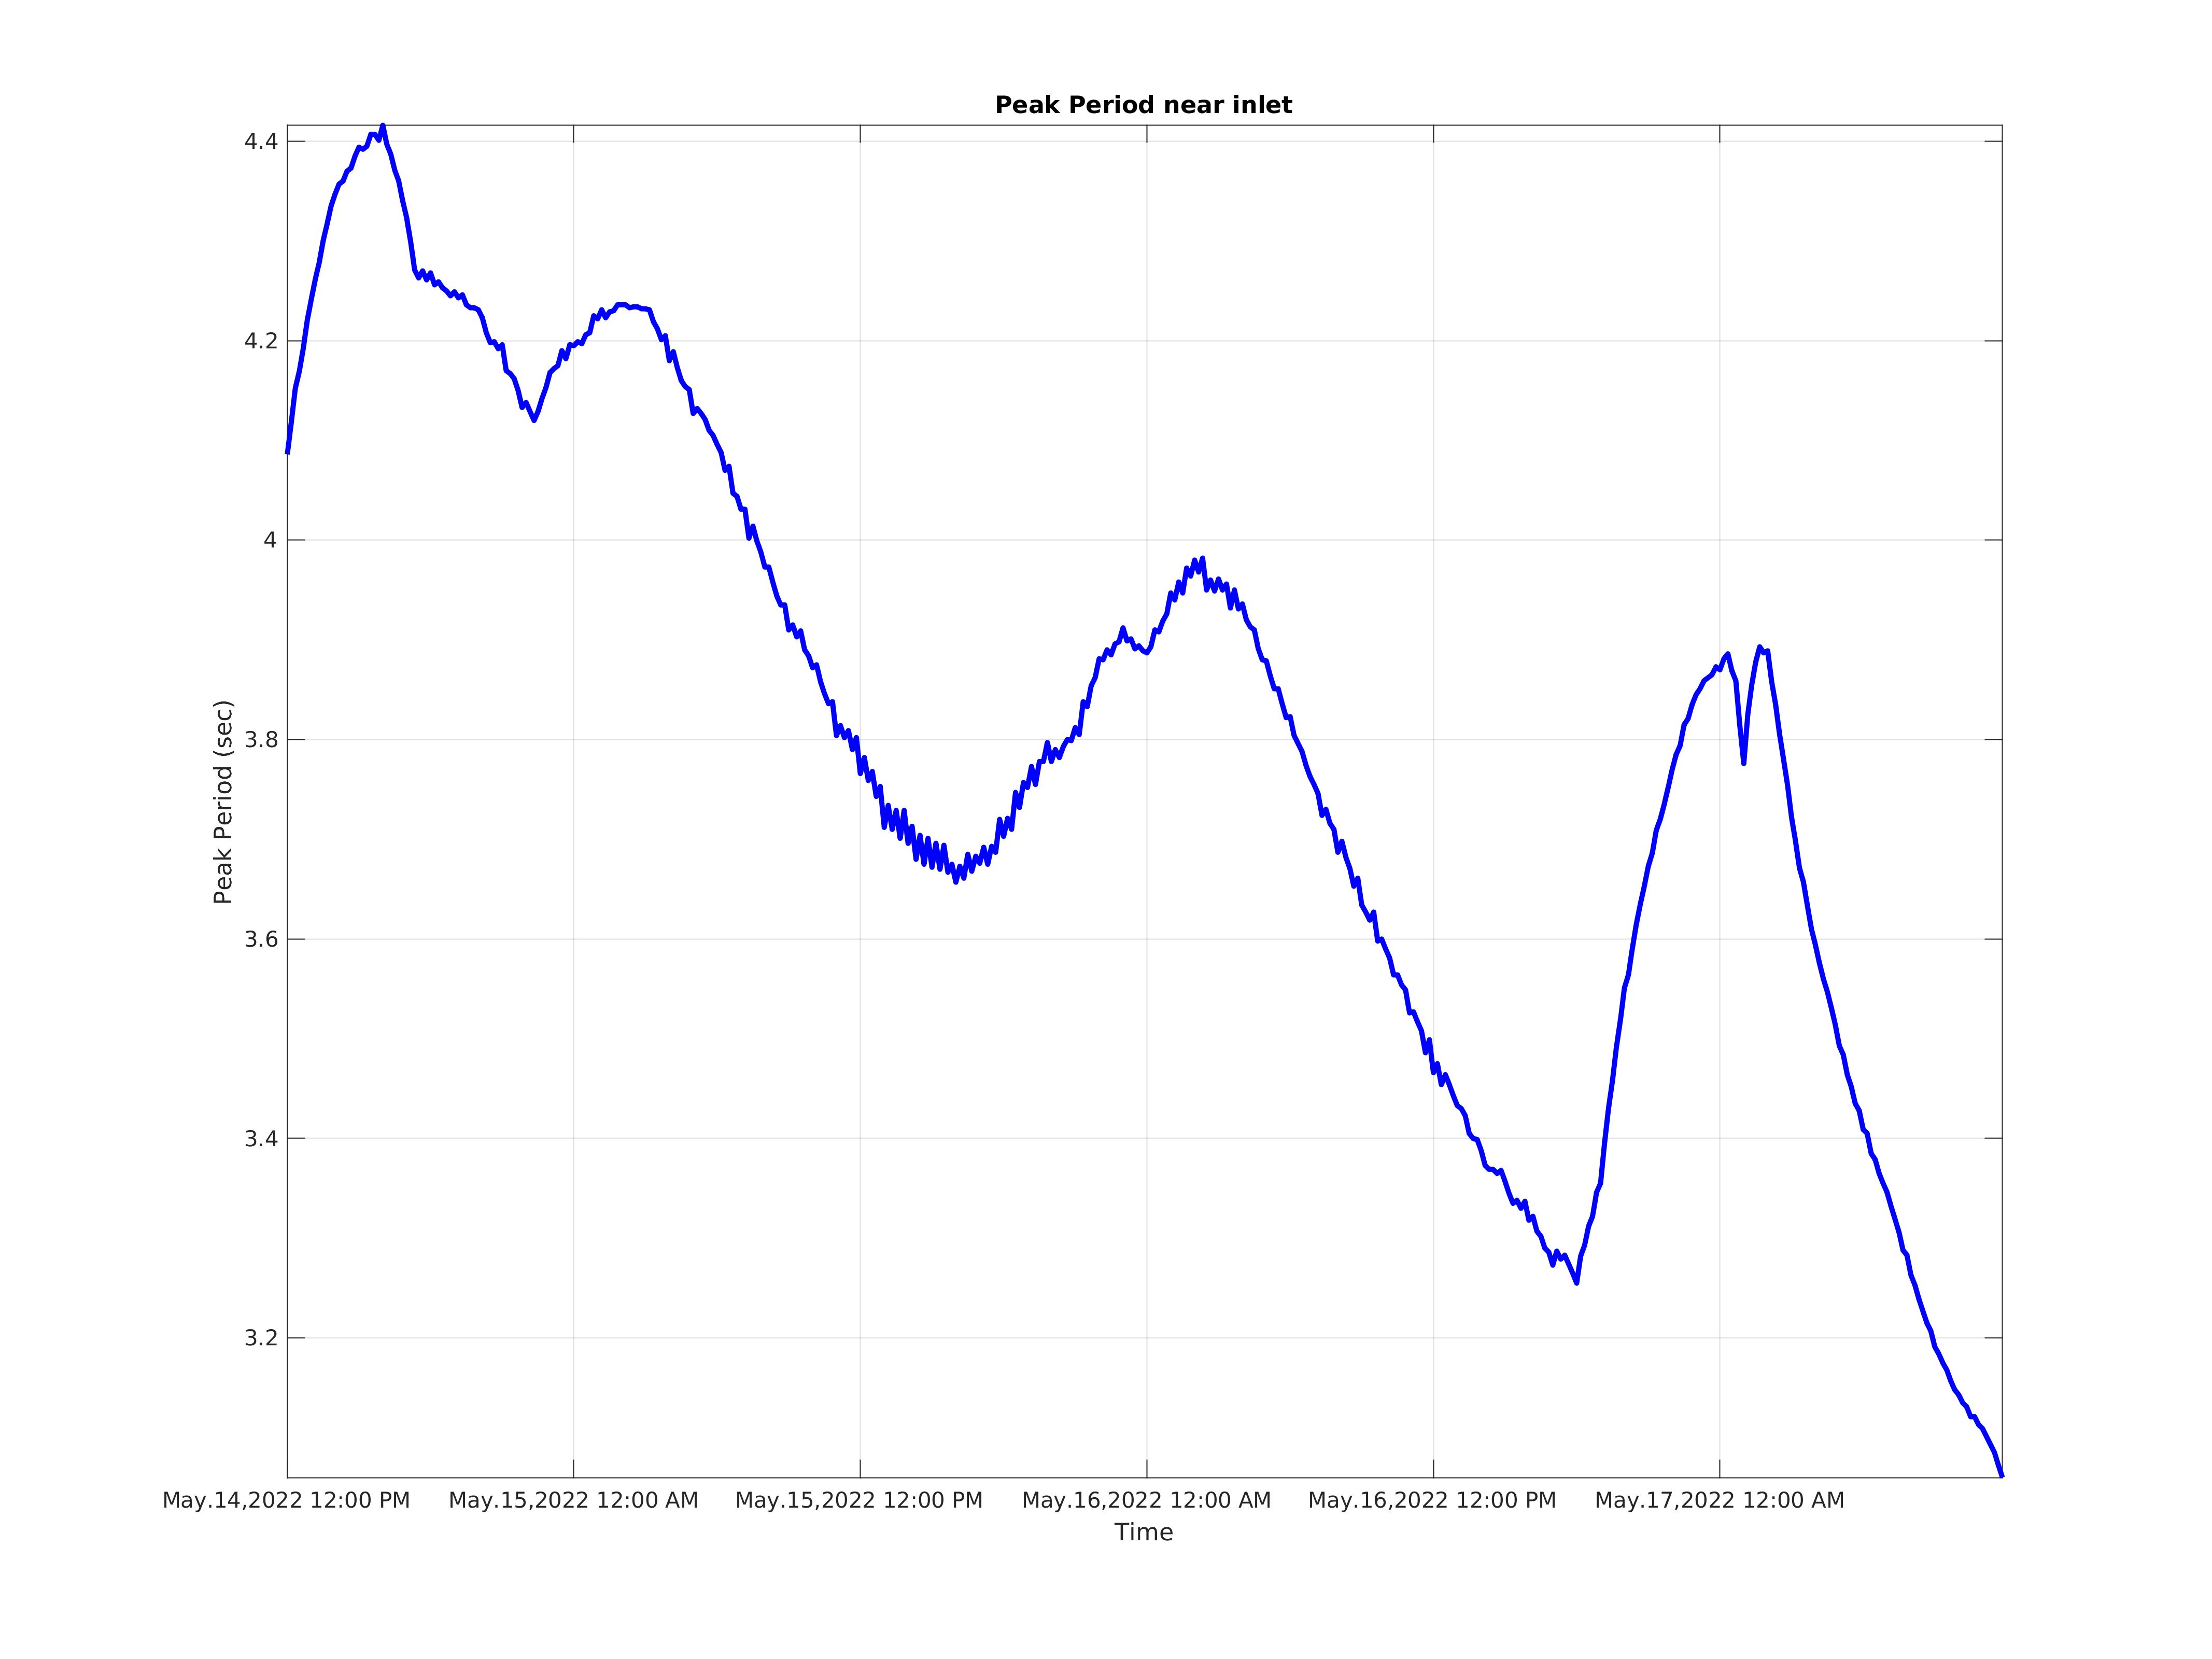 Peak Period near inlet
4.4
4.2
4
3.8
3.6
3.4
3.2
Peak Period (sec)
May.14,2022 12:00 PM May.15,2022 12:00 AM May.15,2022 12:00 PM May.16,2022 12:00 AM May.16,2022 12:00 PM May.17,2022 12:00 AM
Time